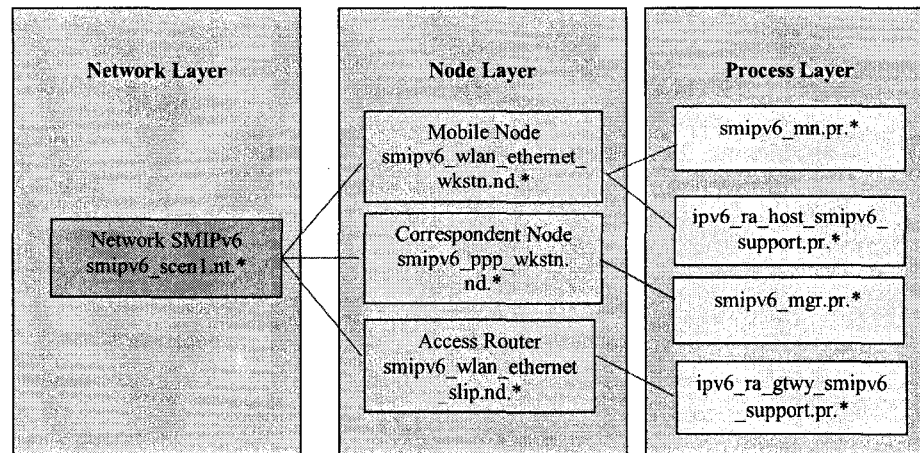 Network Layer
Node Layer
Process Layer
Network SMIPv6
smipv6_scen1.nt.*
Mobile Node
smipv6_wlan_ethernet_
wkstn.nd.*
Correspondent Node
smipv6_ppp_wkstn.
nd.*
Access Router
smipv6_wlan_ethernet
_slip.nd.*
smipv6_mn.pr.*
ipv6_ra_host_smipv6_
support.pr.*
smipv6_mgr.pr.*
ipv6_ra_gtwy_smipv6
_support.pr.*